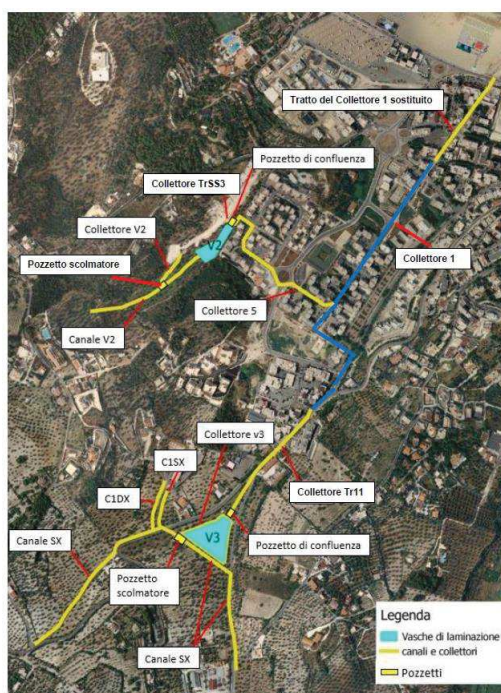 Tratto del Collettore 1 sostituito
Pozzetto di confluenza
Collettore TrSS3
Collettore V2
V2
Pozzetto scolmatore
Collettore 1
Collettore 5
Canale V2
Collettore v3
C1SX
C1DX
Collettore Tr11
Canale SX
V3
Pozzetto di confluenza
Pozzetto
scolmatore
Canale SX
Legenda
Vasche di laminazione
canali e collettori
Pozzetti